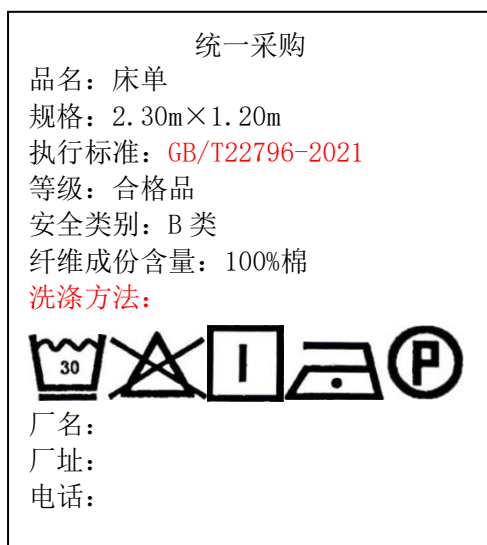 统一采购
品名：床单
规格：2.30m×1.20m
执行标准：GB/T22796-2021
等级：合格品
安全类别：B 类
纤维成份含量：100%棉
洗涤方法：
30 P
厂名：
厂址：
电话：